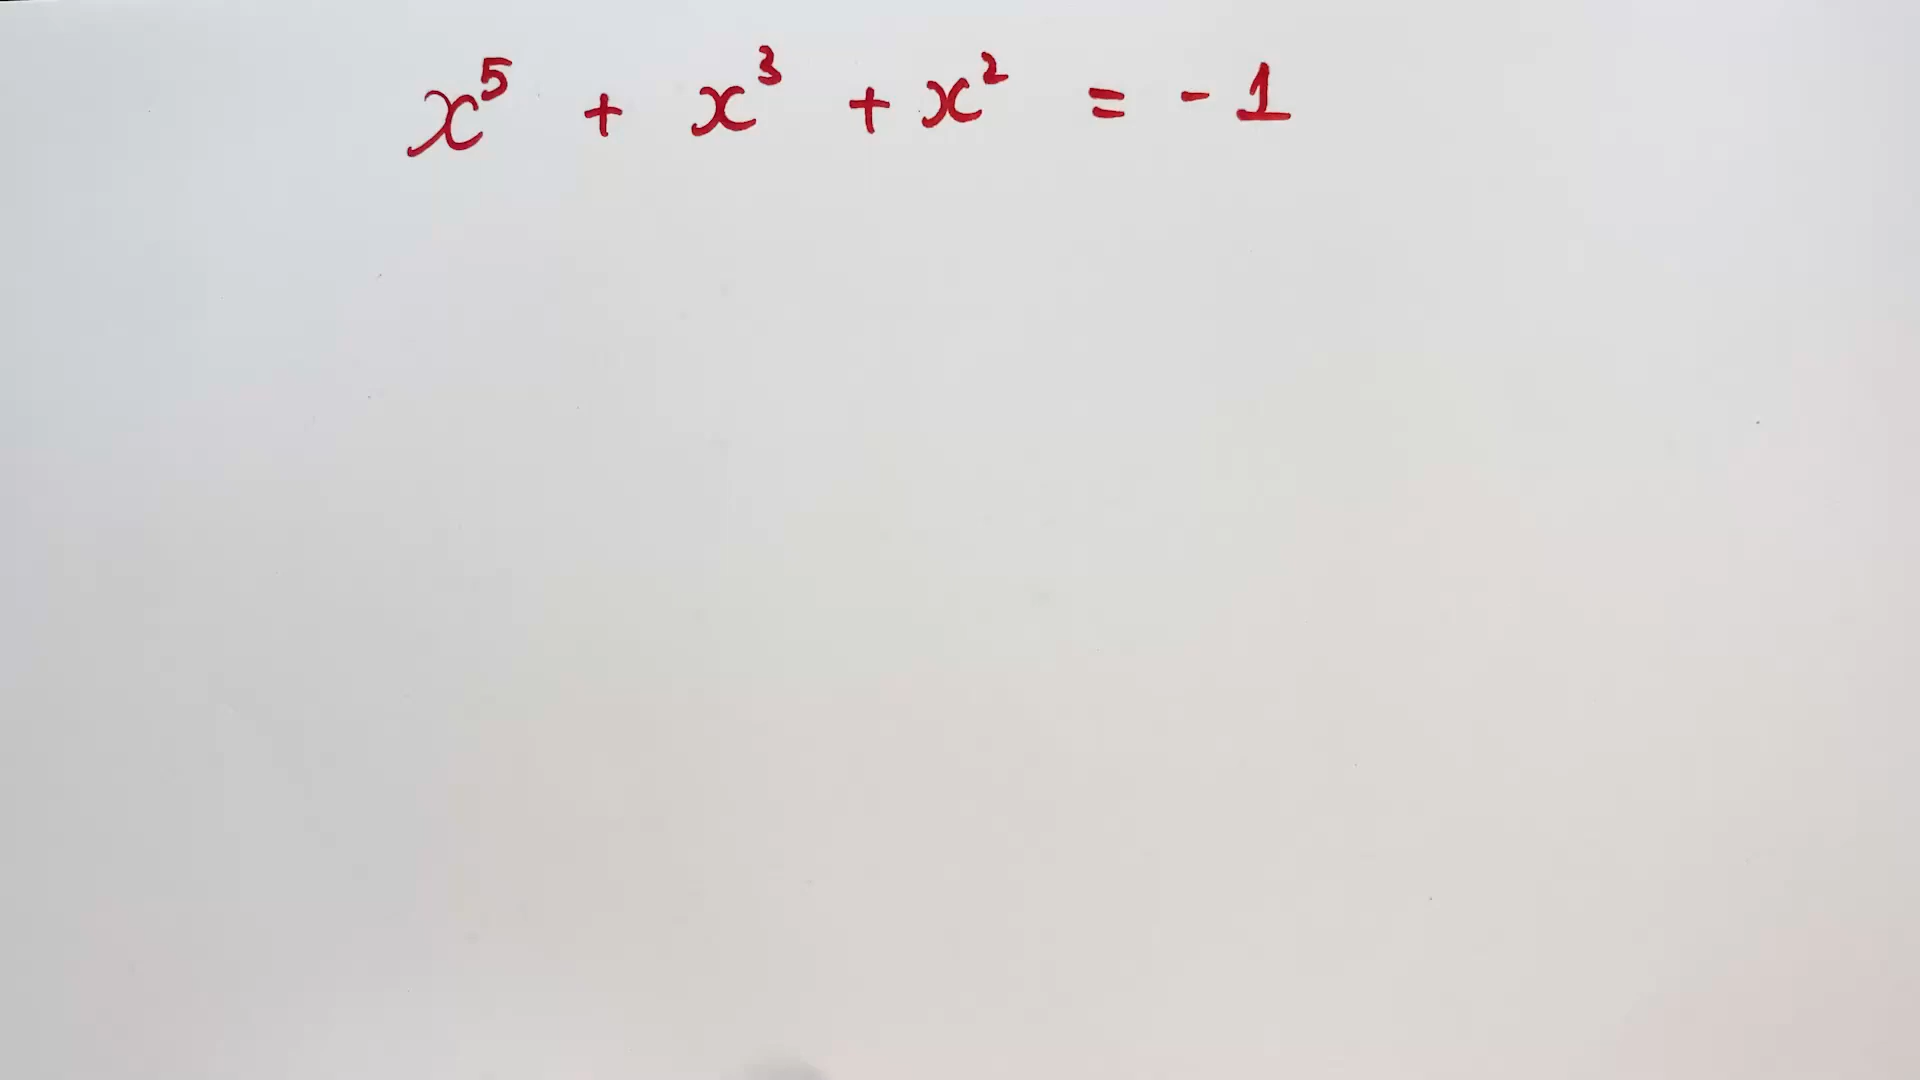 x⁵ + x³ + x² = -1